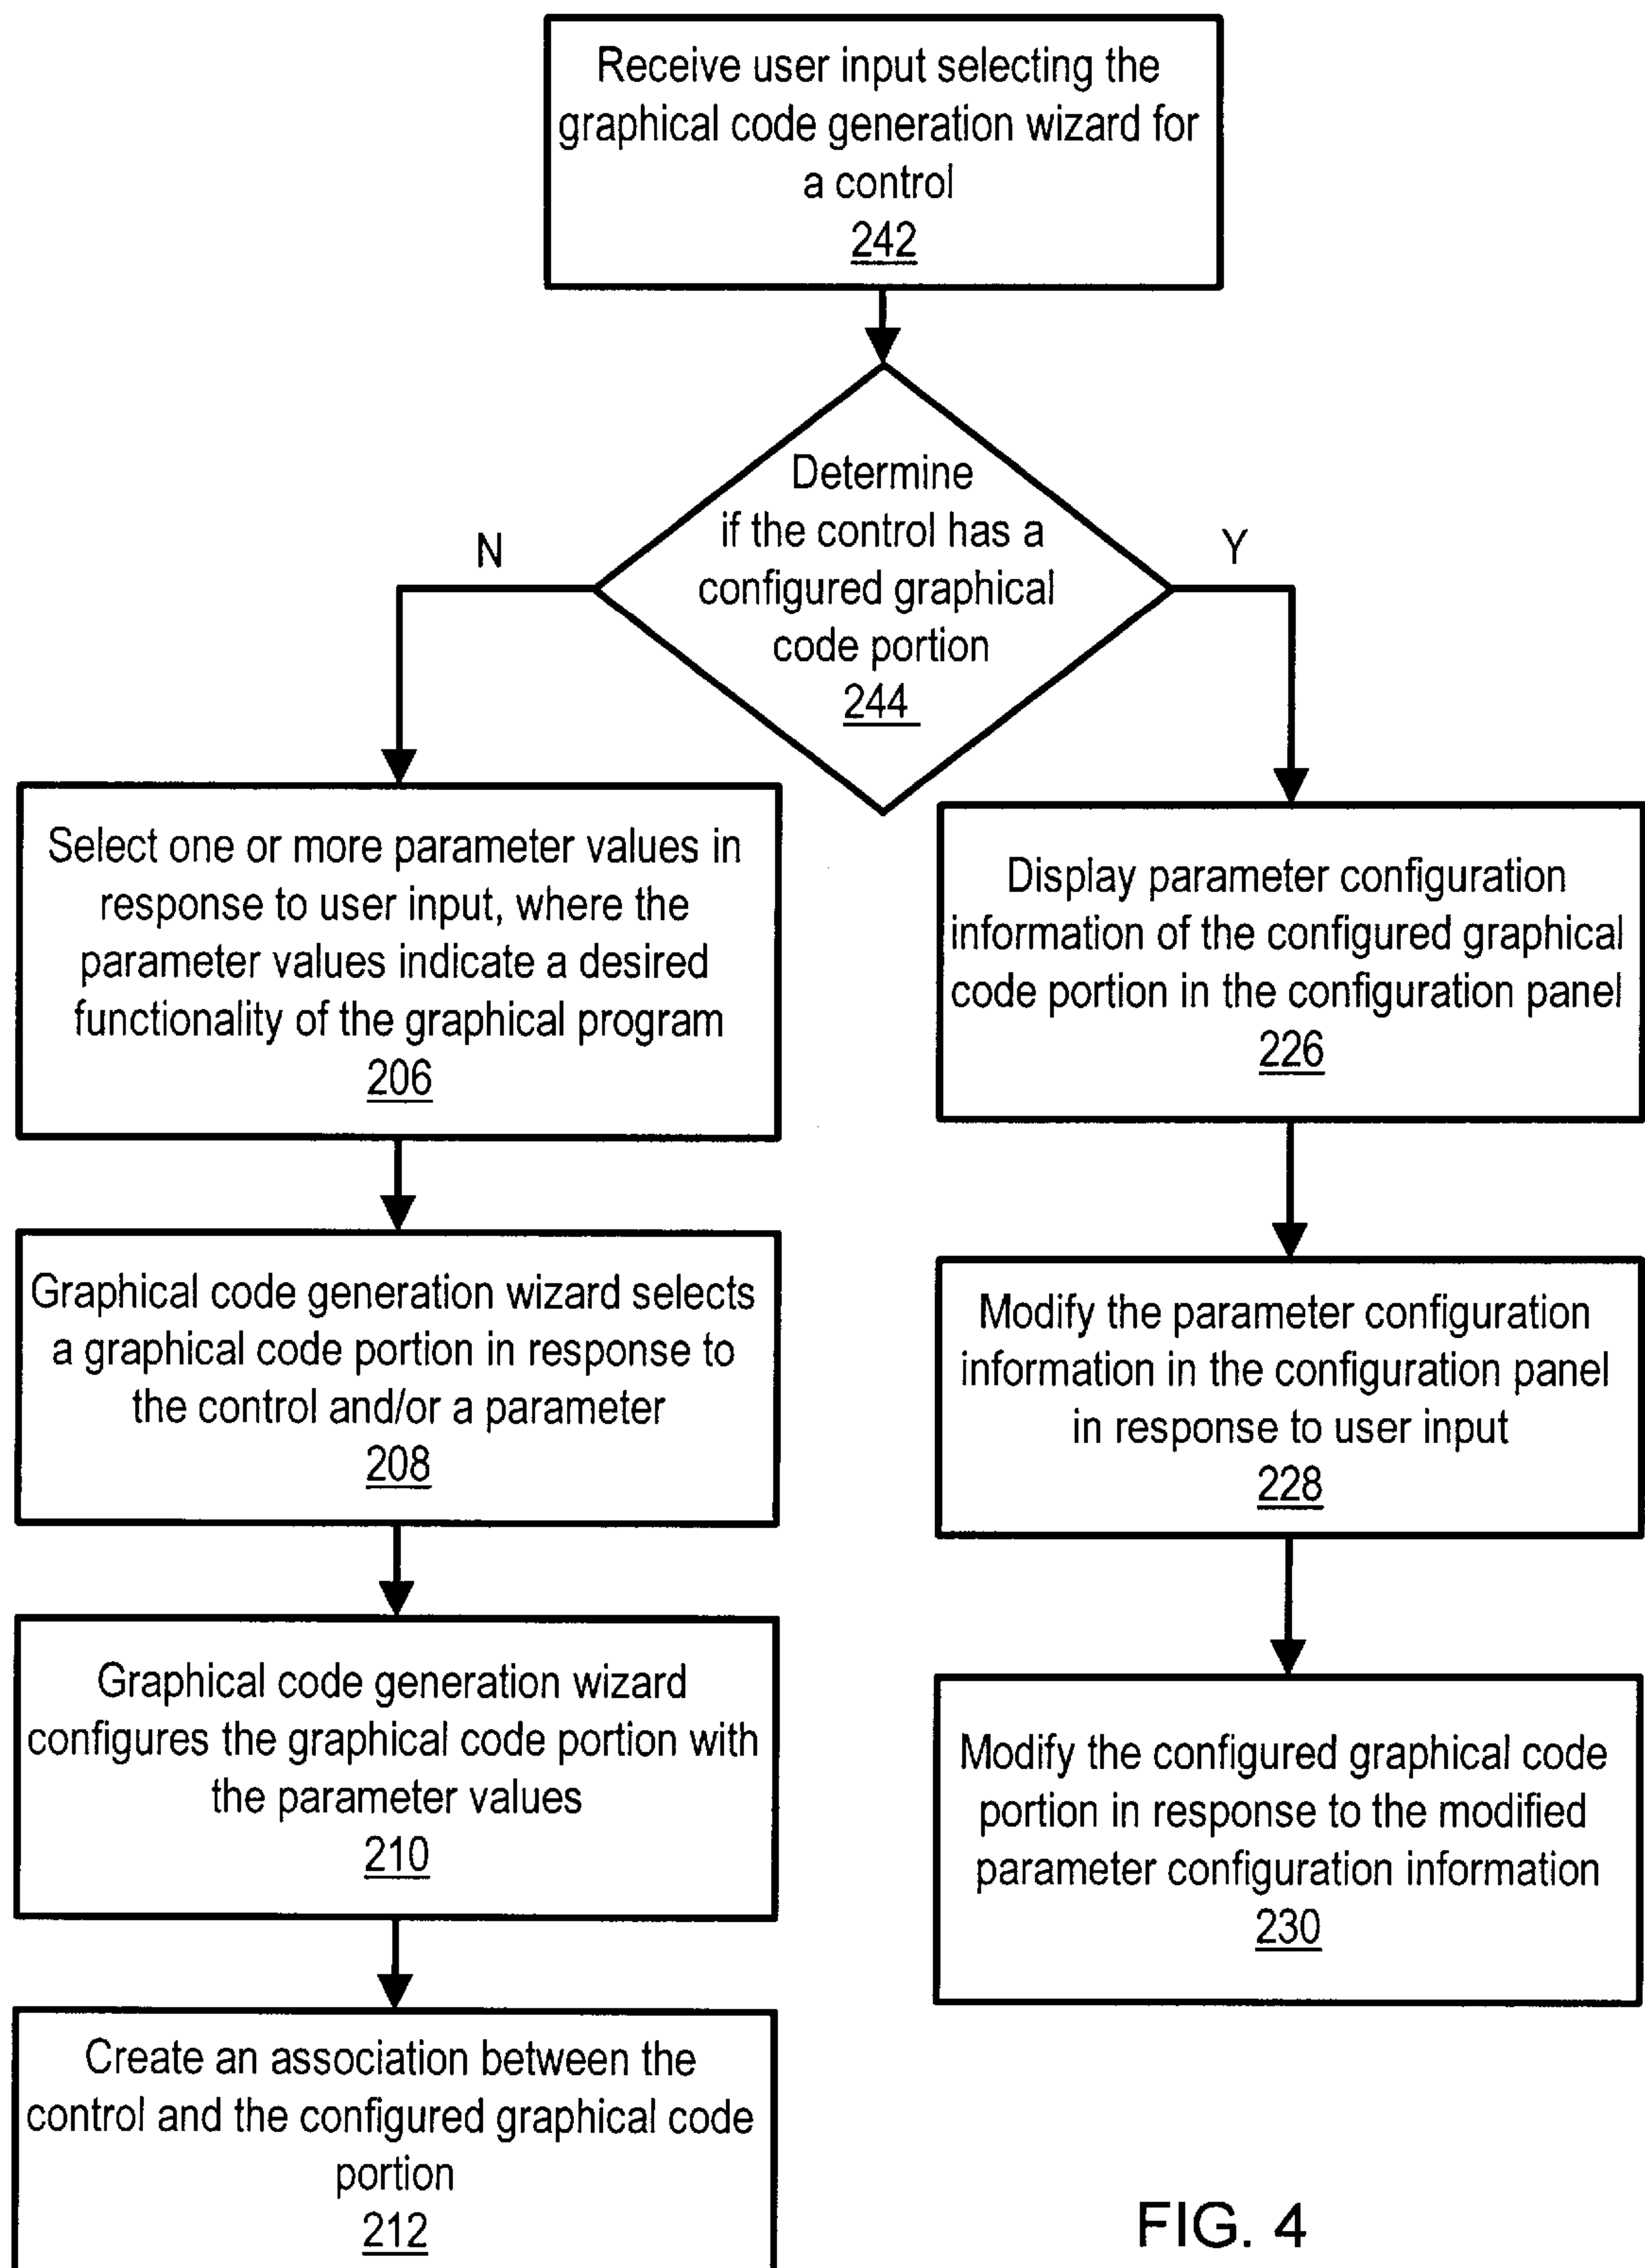 Receive user input selecting the
graphical code generation wizard for
a control
242
Determine
if the control has a
configured graphical
code portion
244
N
Y
Select one or more parameter values in
response to user input, where the
parameter values indicate a desired
functionality of the graphical program
206
Graphical code generation wizard selects
a graphical code portion in response to
the control and/or a parameter
208
Graphical code generation wizard
configures the graphical code portion with
the parameter values
210
Create an association between the
control and the configured graphical code
portion
212
Display parameter configuration
information of the configured graphical
code portion in the configuration panel
226
Modify the parameter configuration
information in the configuration panel
in response to user input
228
Modify the configured graphical code
portion in response to the modified
parameter configuration information
230
FIG. 4